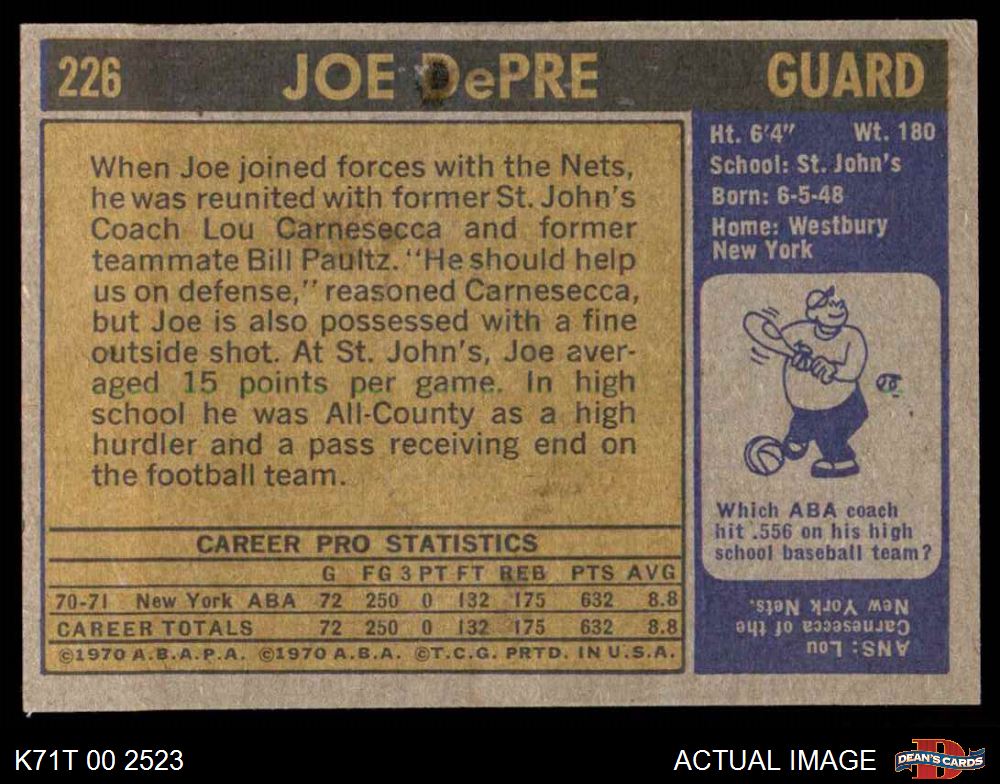 226 JOE DePRE GUARD
When Joe joined forces with the Nets,
he was reunited with former St. John's
Coach Lou Carnesecca and former
teammate Bill Paultz. "He should help
us on defense," reasoned Carnesecca,
but Joe is also possessed with a fine
outside shot. At St. John's, Joe aver-
aged 15 points per game. In high
school he was All-County as a high
hurdler and a pass receiving end on
the football team.
CAREER PRO STATISTICS
G FG 3 PT FT REB PTS AVG
70-71 New York ABA 72 250 0 132 175 632 8.8
CAREER TOTALS 72 250 0 132 175 632 8.8
©1970 A.B.A.P.A. ©1970 A.B.A. ©T.C.G. PRTD. IN U.S.A.
Ht. 6'4" Wt. 180
School: St. John's
Born: 6-5-48
Home: Westbury
New York
Which ABA coach
hit .556 on his high
school baseball team?
ANS: Lou
Carnesecca of the
New York Nets.
K71T 00 2523 ACTUAL IMAGE
DEAN'S CARDS